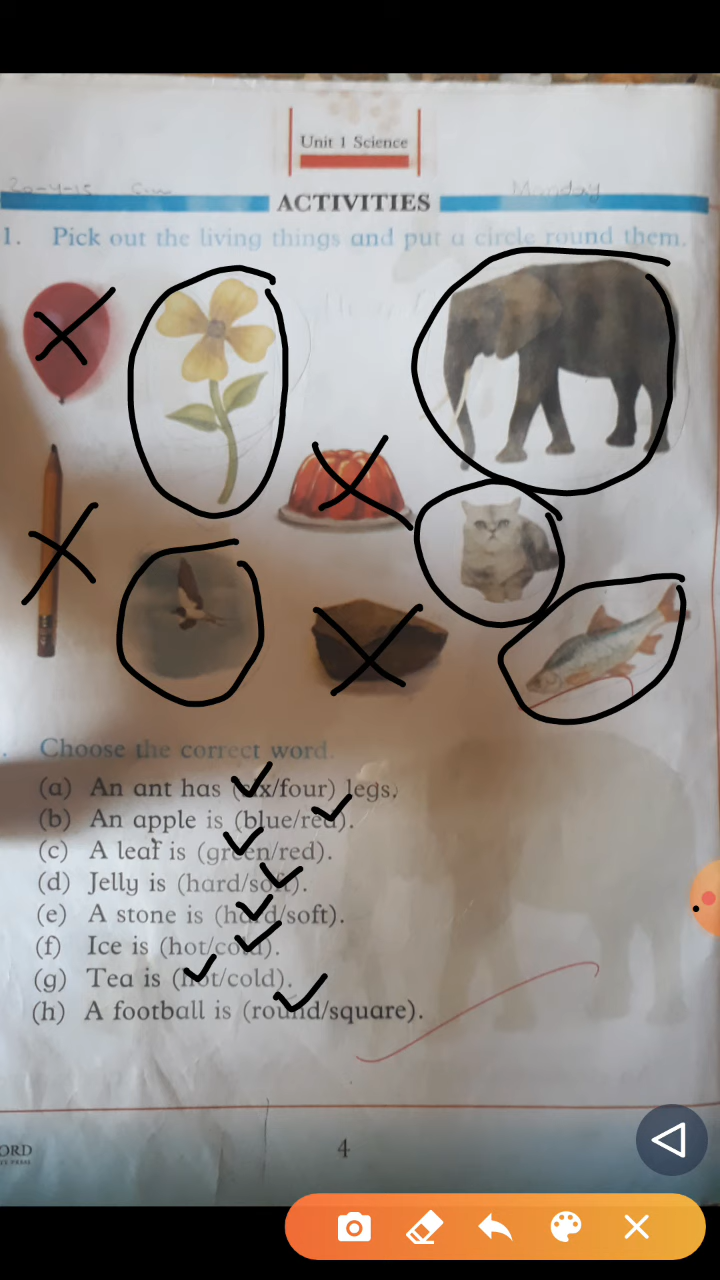 Unit 1 Science
Monday
ACTIVITIES
1. Pick out the living things and put a circle round them.
Choose the correct word.
(a) An ant has (six/four) legs.
(b) An apple is (blue/red).
(c) A leaf is (green/red).
(d) Jelly is (hard/soft).
(e) A stone is (hard/soft).
(f) Ice is (hot/cold).
(g) Tea is (hot/cold).
(h) A football is (round/square).
4